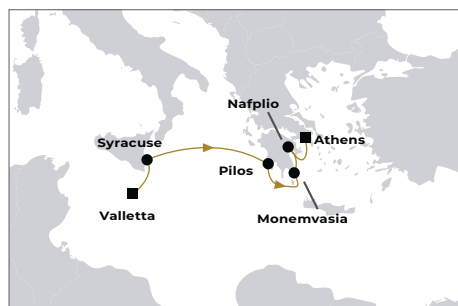 Nafplio
Athens
Syracuse
Pilos
Valletta
Monemvasia